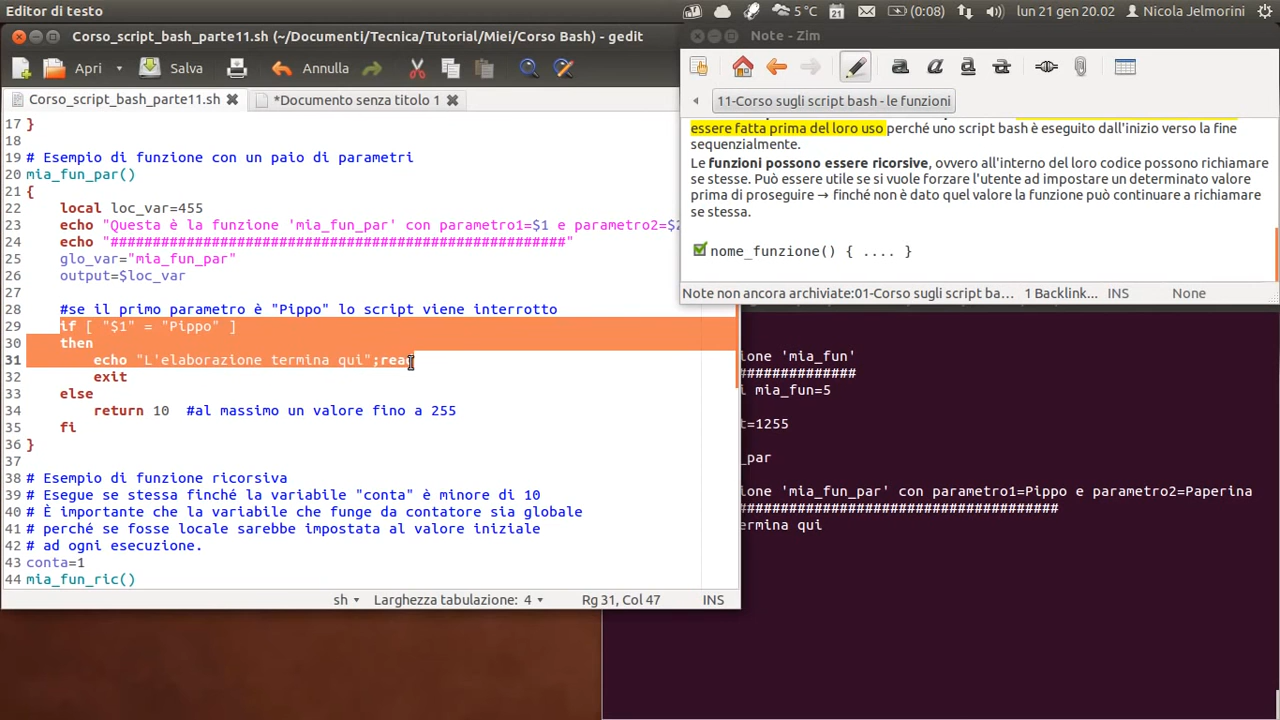 Editor di testo
5 °C
21
(0:08)
lun 21 gen 20.02
Nicola Jelmorini
Corso_script_bash_parte11.sh (~/Documenti/Tecnica/Tutorial/Miei/Corso Bash) - gedit
Apri
Salva
Annulla
Corso_script_bash_parte11.sh
*Documento senza titolo 1
17 }
18
19 # Esempio di funzione con un paio di parametri
20 mia_fun_par()
21 {
22 local loc_var=455
23 echo "Questa è la funzione 'mia_fun_par' con parametro1=$1 e parametro2=$2
24 echo "######################################################"
25 glo_var="mia_fun_par"
26 output=$loc_var
27
28 #se il primo parametro è "Pippo" lo script viene interrotto
29 if [ "$1" = "Pippo" ]
30 then
31 echo "L'elaborazione termina qui";read
32 exit
33 else
34 return 10 #al massimo un valore fino a 255
35 fi
36 }
37
38 # Esempio di funzione ricorsiva
39 # Esegue se stessa finché la variabile "conta" è minore di 10
40 # È importante che la variabile che funge da contatore sia globale
41 # perché se fosse locale sarebbe impostata al valore iniziale
42 # ad ogni esecuzione.
43 conta=1
44 mia_fun_ric()
sh
Larghezza tabulazione: 4
Rg 31, Col 47
INS
Note - Zim
11-Corso sugli script bash - le funzioni
essere fatta prima del loro uso perché uno script bash è eseguito dall'inizio verso la fine
sequenzialmente.
Le funzioni possono essere ricorsive, ovvero all'interno del loro codice possono richiamare
se stesse. Può essere utile se si vuole forzare l'utente ad impostare un determinato valore
prima di proseguire → finché non è dato quel valore la funzione può continuare a richiamare
se stessa.
nome_funzione() { .... }
Note non ancora archiviate:01-Corso sugli script ba...
1 Backlink...
INS
None
ione 'mia_fun'
##############
i mia_fun=5
t=1255
_par
ione 'mia_fun_par' con parametro1=Pippo e parametro2=Paperina
######################################
ermina qui